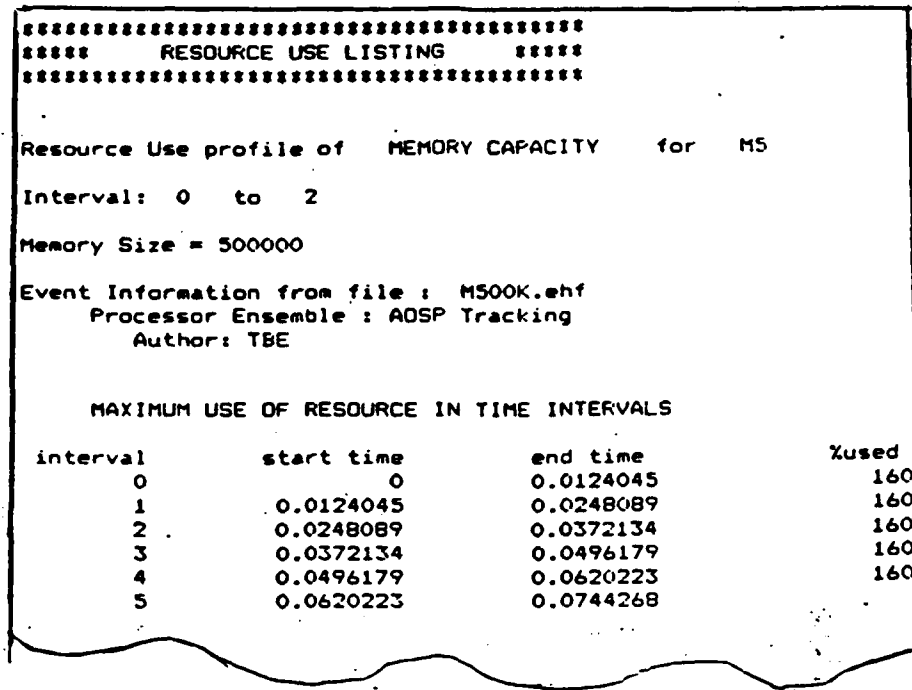 ****************************************
***** RESOURCE USE LISTING *****
****************************************
Resource Use profile of MEMORY CAPACITY for M5
Interval: 0 to 2
Memory Size = 500000
Event Information from file : M500K.ehf
Processor Ensemble : AOSP Tracking
Author: TBE
MAXIMUM USE OF RESOURCE IN TIME INTERVALS
interval start time end time %used
0 0 0.0124045 160
1 0.0124045 0.0248089 160
2 0.0248089 0.0372134 160
3 0.0372134 0.0496179 160
4 0.0496179 0.0620223 160
5 0.0620223 0.0744268